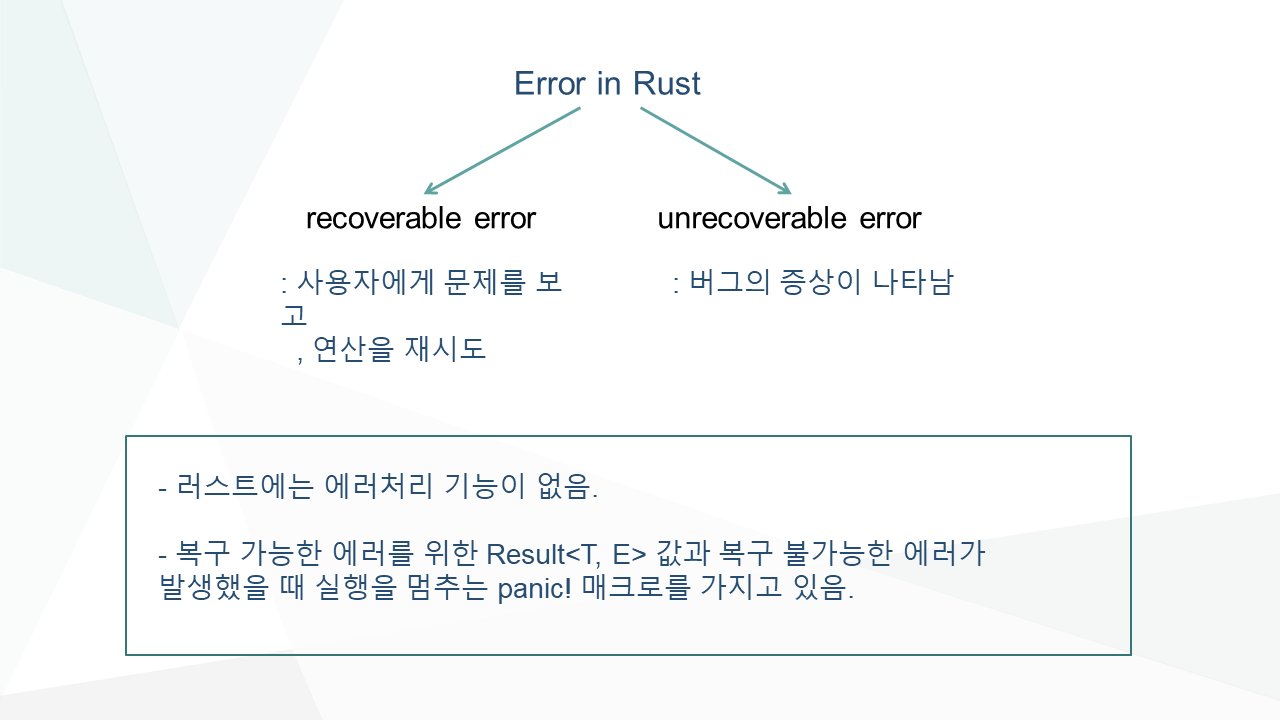 Error in Rust
recoverable error
unrecoverable error
: 사용자에게 문제를 보
고
, 연산을 재시도
: 버그의 증상이 나타남
- 러스트에는 에러처리 기능이 없음.
- 복구 가능한 에러를 위한 Result<T, E> 값과 복구 불가능한 에러가
발생했을 때 실행을 멈추는 panic! 매크로를 가지고 있음.